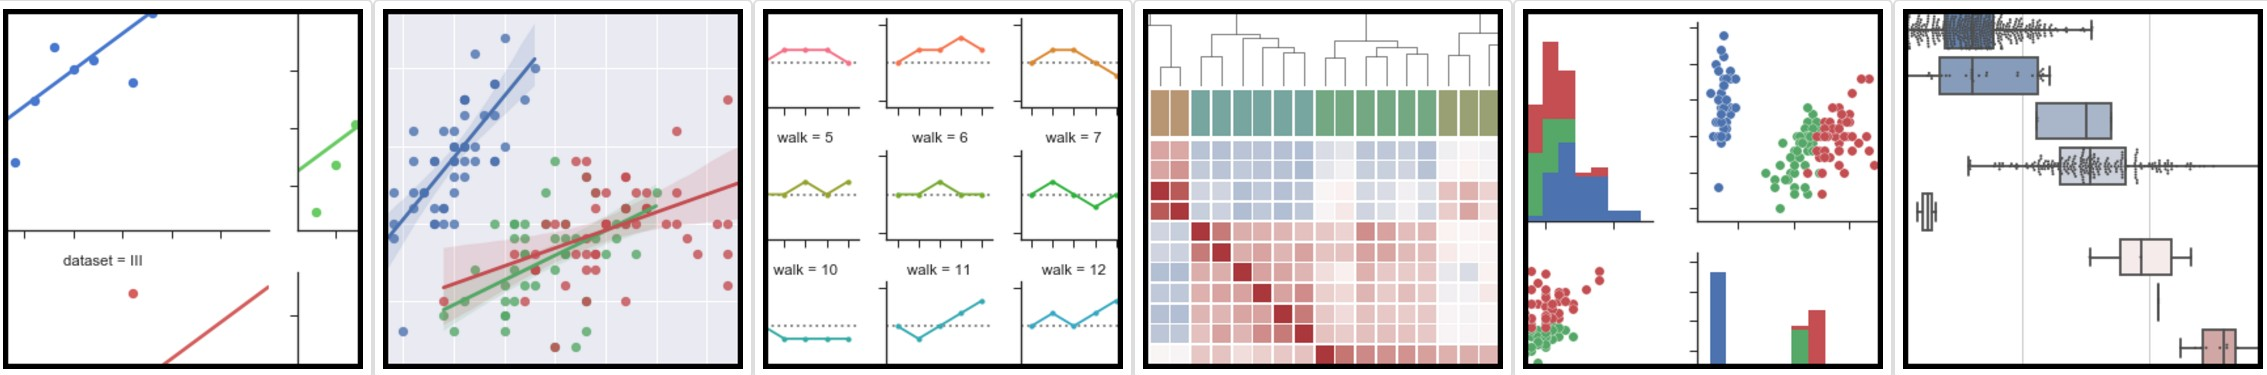 dataset = III
walk = 5
walk = 6
walk = 7
walk = 10
walk = 11
walk = 12